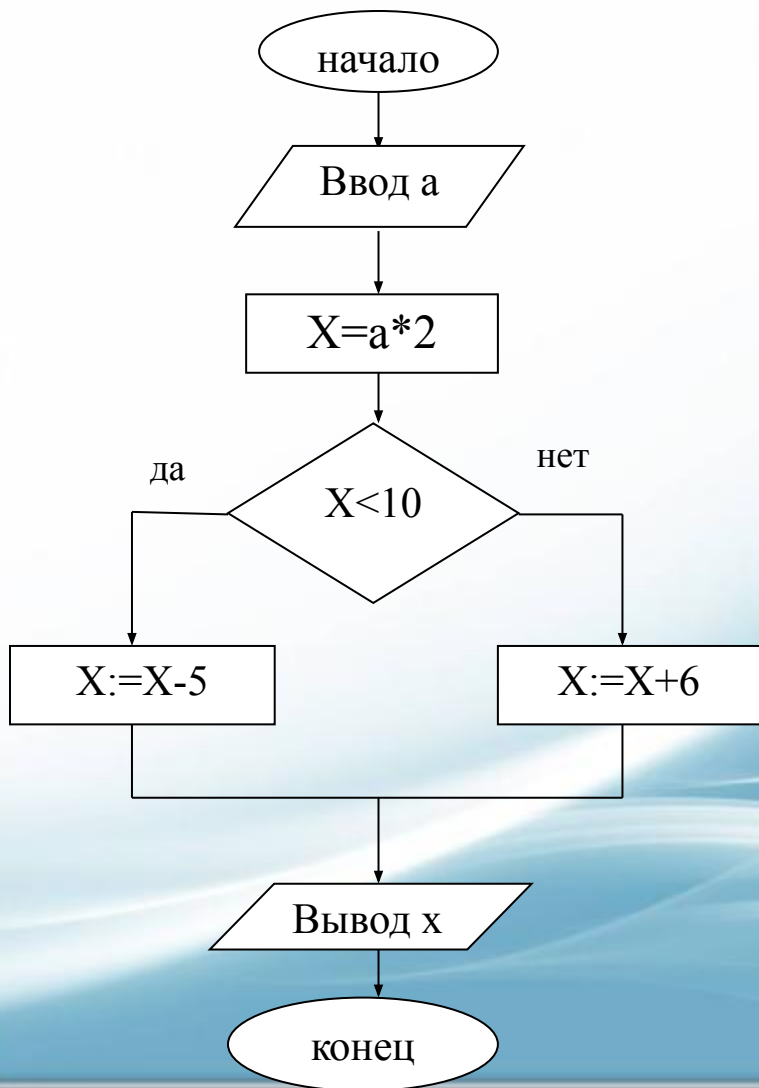 начало
Ввод а
X=a*2
да
нет
X<10
X:=X-5
X:=X+6
Вывод х
конец